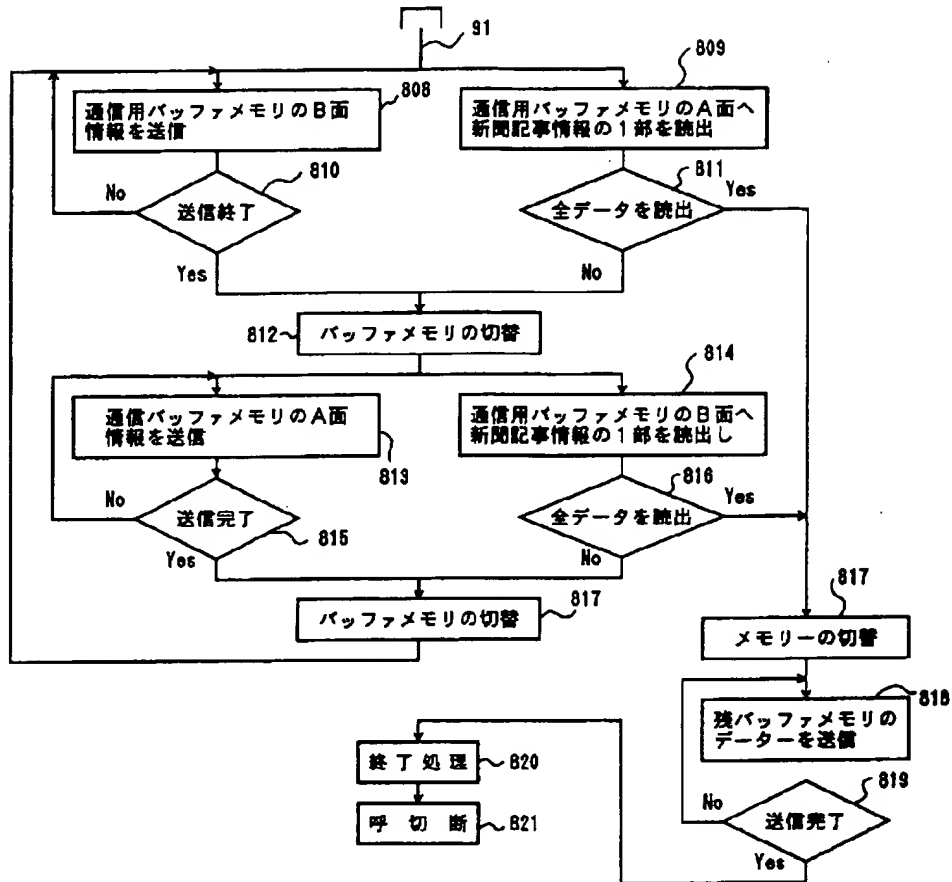 91
809
808
通信用バッファメモリのB面
情報を送信
通信用バッファメモリのA面へ
新聞記事情報の1部を読出
810
811
No
送信終了
全データを読出
Yes
Yes
No
812
バッファメモリの切替
814
通信バッファメモリのA面
情報を送信
通信用バッファメモリのB面へ
新聞記事情報の1部を読出し
813
816
No
送信完了
全データを読出
Yes
815
Yes
No
817
バッファメモリの切替
817
メモリーの切替
818
残バッファメモリの
データーを送信
終了処理
820
819
No
送信完了
呼切断
821
Yes